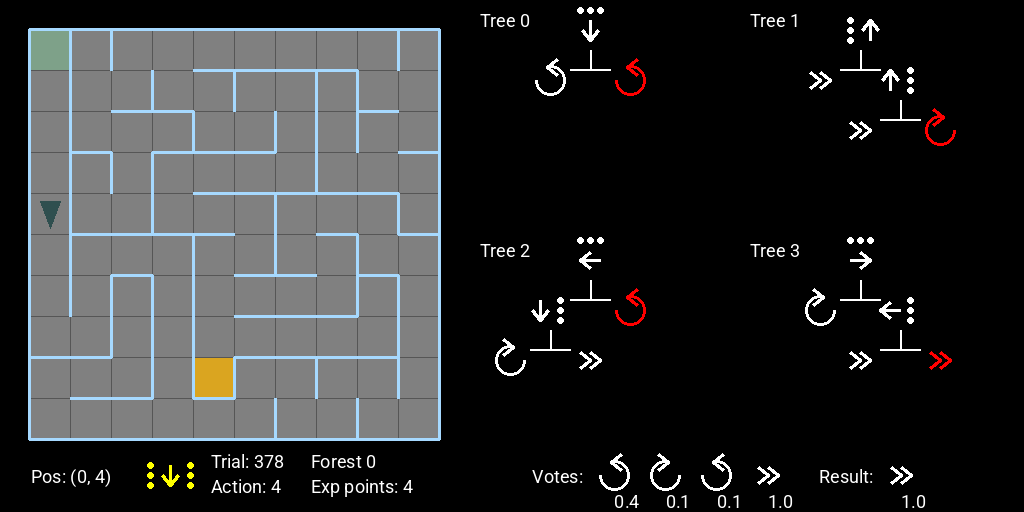 Tree 0
Tree 1
Tree 2
Tree 3
Pos: (0, 4)
Trial: 378
Forest 0
Action: 4
Exp points: 4
Votes:
0.4
0.1
0.1
1.0
Result:
1.0